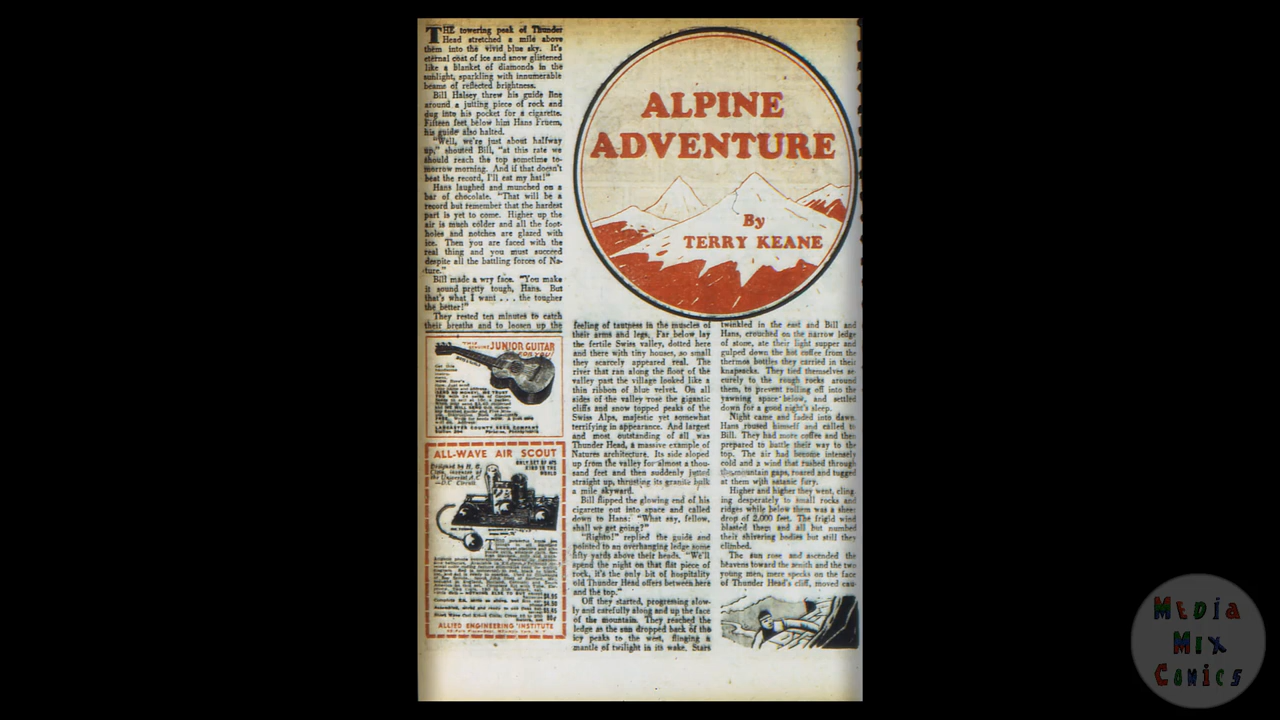 THE towering peak of Thunder
Head stretched a mile above
them into the vivid blue sky. It's
eternal coat of ice and snow glistened
like a blanket of diamonds in the
sunlight, sparkling with innumerable
beams of reflected brightness.
Bill Halsey threw his guide line
around a jutting piece of rock and
dug into his pocket for a cigarette.
Fifteen feet below him Hans Fruem,
his guide also halted.
"Well, we're just about halfway
up," shouted Bill, "at this rate we
should reach the top sometime to-
morrow morning. And if that doesn't
beat the record, I'll eat my hat!"
Hans laughed and munched on a
bar of chocolate. "That will be a
record but remember that the hardest
part is yet to come. Higher up the
air is much colder and all the foot-
holes and notches are glazed with
ice. Then you are faced with the
real thing and you must succeed
despite all the battling forces of Na-
ture."
Bill made a wry face. "You make
it sound pretty tough, Hans. But
that's what I want . . . the tougher
the better!"
They rested ten minutes to catch
their breaths and to loosen up the
ALPINE
ADVENTURE
By
TERRY KEANE
THIS
JUNIOR GUITAR
FOR YOU!
LANCASTER COUNTY SEED COMPANY
ALL-WAVE AIR SCOUT
ONLY SET OF ITS
KIND IN THE
WORLD
Designed by H. G.
the Universal A.C.
—D.C. Circuit.
ALLIED ENGINEERING INSTITUTE
feeling of tautness in the muscles of
their arms and legs. Far below lay
the fertile Swiss valley, dotted here
and there with tiny houses, so small
they scarcely appeared real. The
river that ran along the floor of the
valley past the village looked like a
thin ribbon of blue velvet. On all
sides of the valley rose the gigantic
cliffs and snow topped peaks of the
Swiss Alps, majestic yet somewhat
terrifying in appearance. And largest
and most outstanding of all was
Thunder Head, a massive example of
Natures architecture. Its side sloped
up from the valley for almost a thou-
sand feet and then suddenly jutted
straight up, thrusting its granite bulk
a mile skyward.
Bill flipped the glowing end of his
cigarette out into space and called
down to Hans: "What say, fellow,
shall we get going?"
"Righto!" replied the guide and
pointed to an overhanging ledge some
fifty yards above their heads. "We'll
spend the night on that flat piece of
rock, it's the only bit of hospitality
old Thunder Head offers between here
and the top."
Off they started, progressing slow-
ly and carefully along and up the face
of the mountain. They reached the
ledge as the sun dropped back of the
icy peaks to the west, flinging a
mantle of twilight in its wake. Stars
twinkled in the east and Bill and
Hans, crouched on the narrow ledge
of stone, ate their light supper and
gulped down the hot coffee from the
thermos bottles they carried in their
knapsacks. They tied themselves se-
curely to the rough rocks around
them, to prevent rolling off into the
yawning space below, and settled
down for a good night's sleep.
Night came and faded into dawn.
Hans roused himself and called to
Bill. They had more coffee and then
prepared to battle their way to the
top. The air had become intensely
cold and a wind that rushed through
the mountain gaps, roared and tugged
at them with satanic fury.
Higher and higher they went, cling-
ing desperately to small rocks and
ridges while below them was a sheer
drop of 2,000 feet. The frigid wind
blasted them and all but numbed
their shivering bodies but still they
climbed.
The sun rose and ascended the
heavens toward the zenith and the two
young men, mere specks on the face
of Thunder Head's cliff, moved cau-
MEDIA
MIX
COMICS